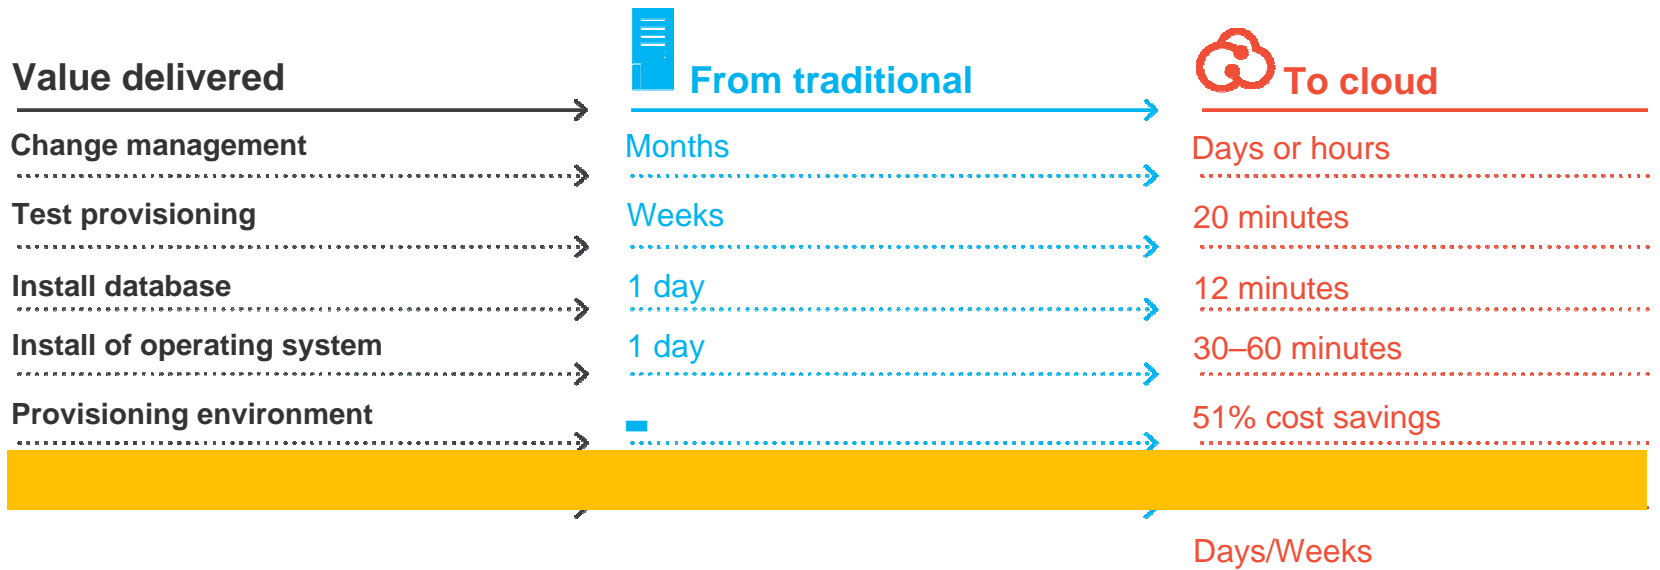 Value delivered From traditional To cloud
Change management Months Days or hours
Test provisioning Weeks 20 minutes
Install database 1 day 12 minutes
Install of operating system 1 day 30–60 minutes
Provisioning environment - 51% cost savings
Days/Weeks